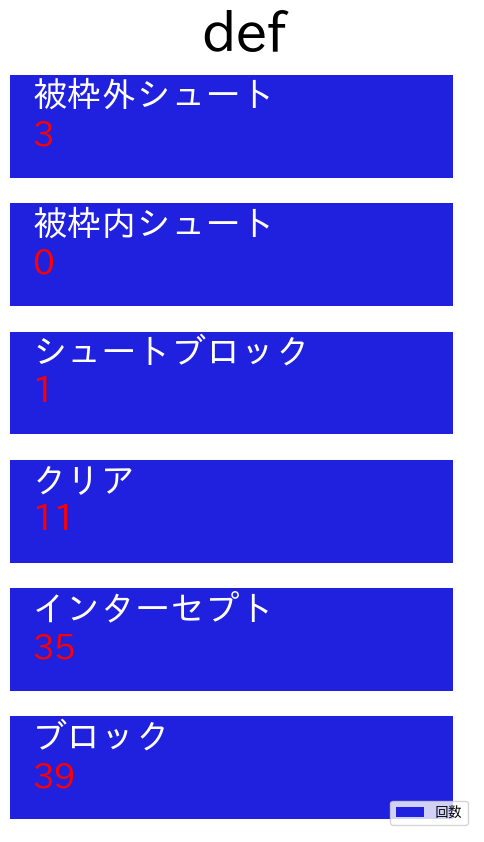 def
被枠外シュート
3
被枠内シュート
0
シュートブロック
1
クリア
11
インターセプト
35
ブロック
39
回数